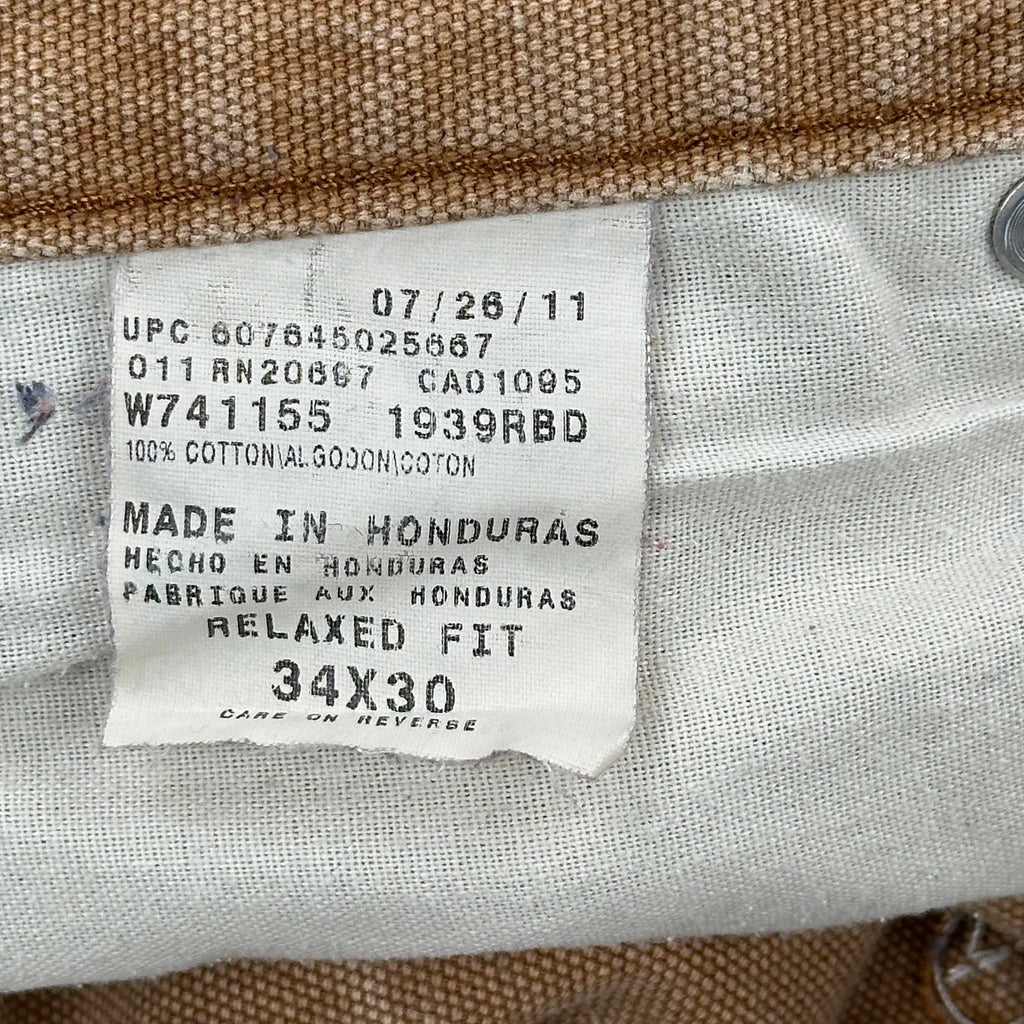 07/26/11
UPC 607645025667
011 RN20697 CA01095
W741155 1939RBD
100% COTTON\ALGODON\COTON
MADE IN HONDURAS
HECHO EN HONDURAS
FABRIQUE AUX HONDURAS
RELAXED FIT
34X30
CARE ON REVERSE